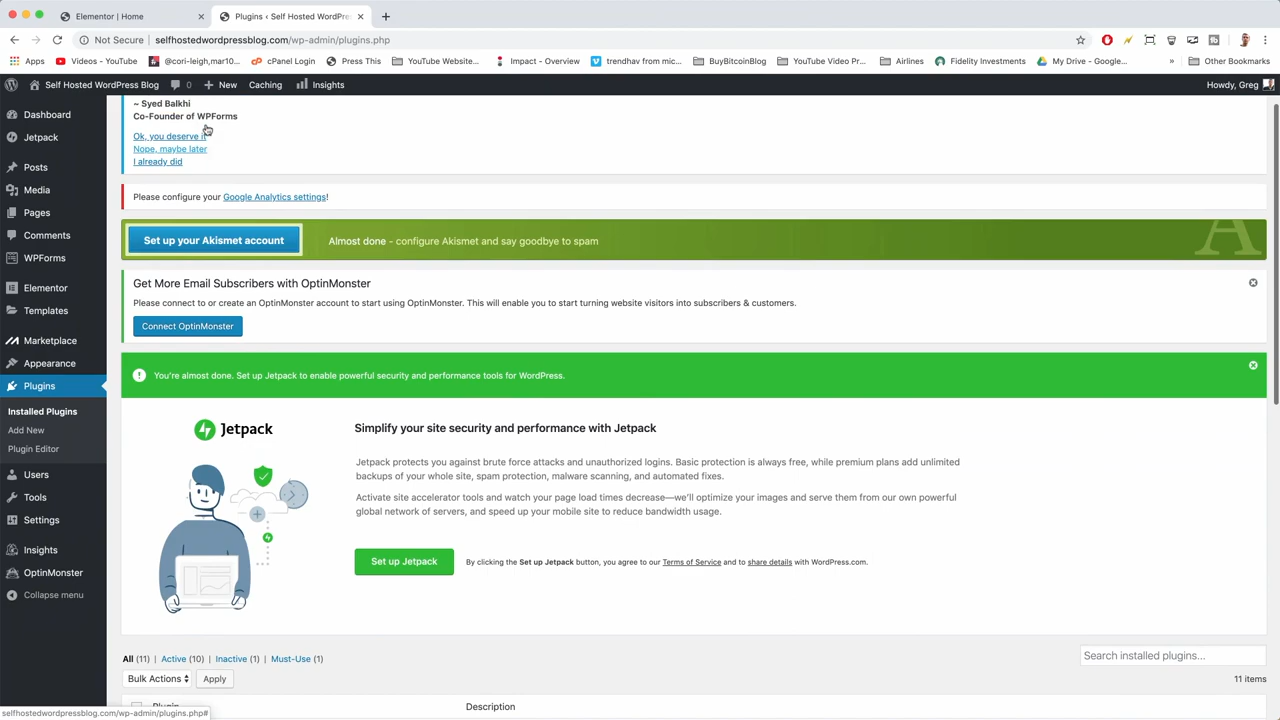 Elementor | Home
Plugins ‹ Self Hosted WordPre
Not Secure
selfhostedwordpressblog.com/wp-admin/plugins.php
Apps
Videos - YouTube
@cori-leigh,mar10...
cPanel Login
Press This
YouTube Website...
Impact - Overview
trendhav from mic...
BuyBitcoinBlog
YouTube Video Pr...
Airlines
Fidelity Investments
My Drive - Google...
»
Other Bookmarks
Self Hosted WordPress Blog
0
New
Caching
Insights
Howdy, Greg
Dashboard
Jetpack
Posts
Media
Pages
Comments
WPForms
Elementor
Templates
Marketplace
Appearance
Plugins
Installed Plugins
Add New
Plugin Editor
Users
Tools
Settings
Insights
OptinMonster
Collapse menu
~ Syed Balkhi
Co-Founder of WPForms
Ok, you deserve it
Nope, maybe later
I already did
Please configure your Google Analytics settings!
Set up your Akismet account
Almost done - configure Akismet and say goodbye to spam
A
Get More Email Subscribers with OptinMonster
Please connect to or create an OptinMonster account to start using OptinMonster. This will enable you to start turning website visitors into subscribers & customers.
Connect OptinMonster
You're almost done. Set up Jetpack to enable powerful security and performance tools for WordPress.
Jetpack
Simplify your site security and performance with Jetpack
Jetpack protects you against brute force attacks and unauthorized logins. Basic protection is always free, while premium plans add unlimited
backups of your whole site, spam protection, malware scanning, and automated fixes.
Activate site accelerator tools and watch your page load times decrease—we'll optimize your images and serve them from our own powerful
global network of servers, and speed up your mobile site to reduce bandwidth usage.
Set up Jetpack
By clicking the Set up Jetpack button, you agree to our Terms of Service and to share details with WordPress.com.
All (11) | Active (10) | Inactive (1) | Must-Use (1)
Search installed plugins...
Bulk Actions
Apply
11 items
Plugin
Description
selfhostedwordpressblog.com/wp-admin/plugins.php#